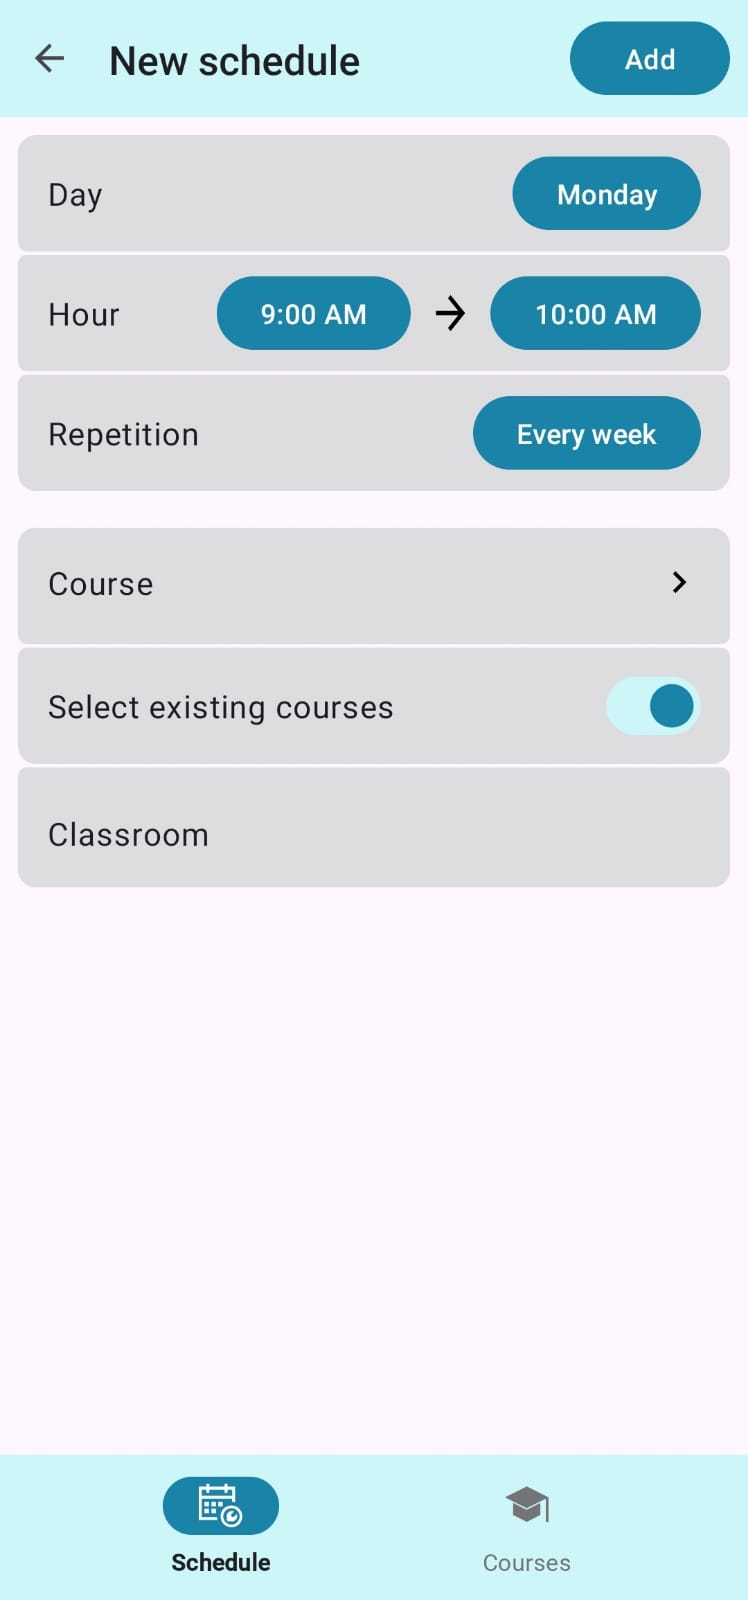 New schedule
Add
Day
Monday
Hour
9:00 AM
10:00 AM
Repetition
Every week
Course
Select existing courses
Classroom
Schedule
Courses